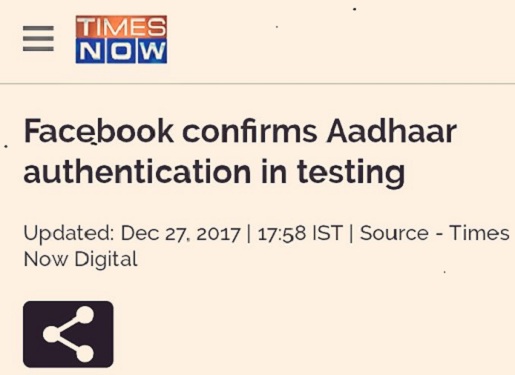 TIMES
NOW
Facebook confirms Aadhaar
authentication in testing
Updated: Dec 27, 2017 | 17:58 IST | Source - Times
Now Digital